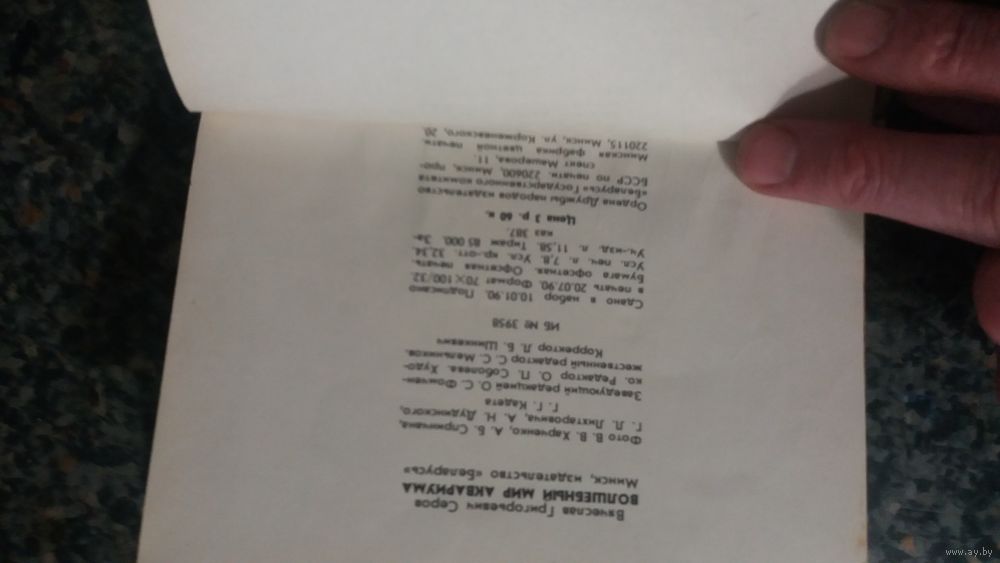 Вячеслав Григорьевич Серов
ВОЛШЕБНЫЙ МИР АКВАРИУМА
Минск, издательство «Беларусь»
Фото В. В. Харченко, А. Б. Спринчана,
Г. Л. Лихтаровича, А. Н. Дудинского,
Г. Г. Кадета
Заведующий редакцией О. С. Фомчен-
ко. Редактор О. П. Соболева. Худо-
жественный редактор С. С. Мельников.
Корректор Л. Б. Шинкевич
ИБ № 3958
Сдано в набор 10.01.90. Подписано
в печать 20.07.90. Формат 70×100/32.
Бумага офсетная. Офсетная печать.
Усл. печ. л. 7,8. Усл. кр.-отт. 32,34.
Уч.-изд. л. 11,58. Тираж 85 000. За-
каз 387.
Цена 3 р. 60 к.
Ордена Дружбы народов издательство
«Беларусь» Государственного комитета
БССР по печати. 220600, Минск, про-
спект Машерова, 11.
Минская фабрика цветной печати.
220115, Минск, ул. Корженевского, 20.
www.ay.by